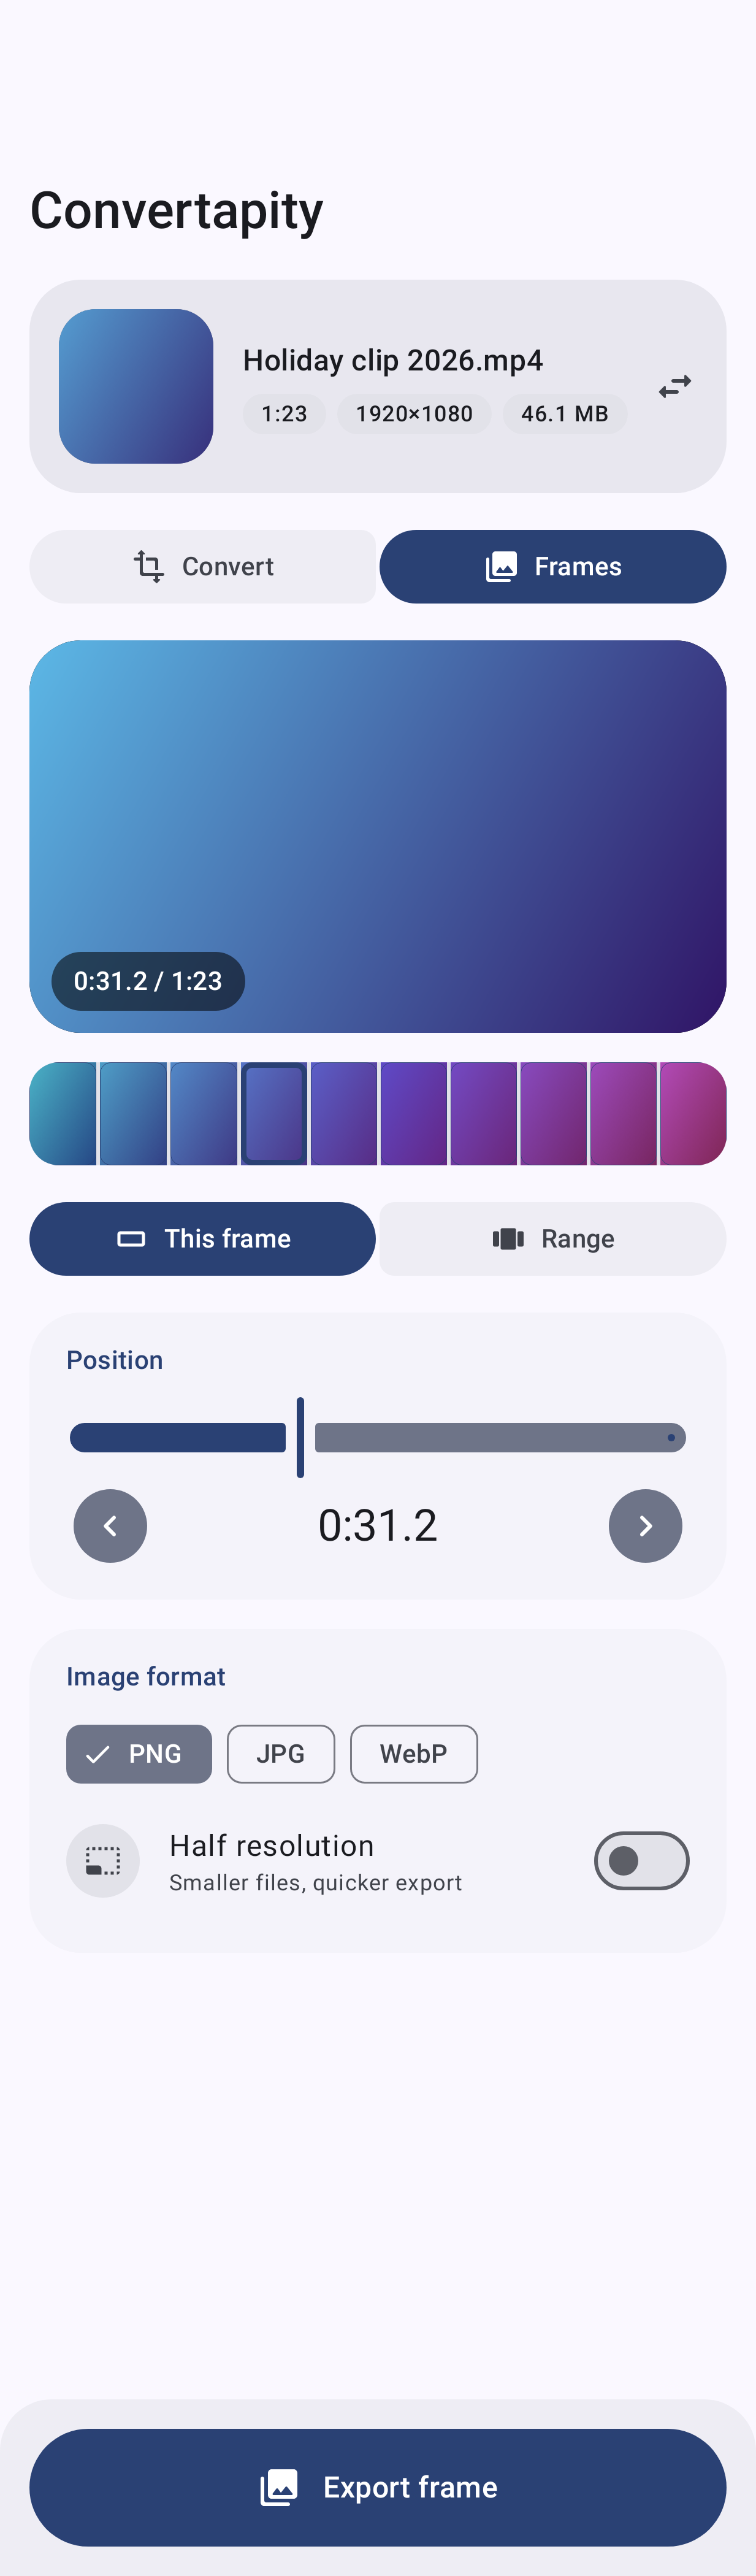 Convertapity
Holiday clip 2026.mp4
1:23 1920×1080 46.1 MB
Convert Frames
0:31.2 / 1:23
This frame Range
Position
0:31.2
Image format
PNG JPG WebP
Half resolution
Smaller files, quicker export
Export frame